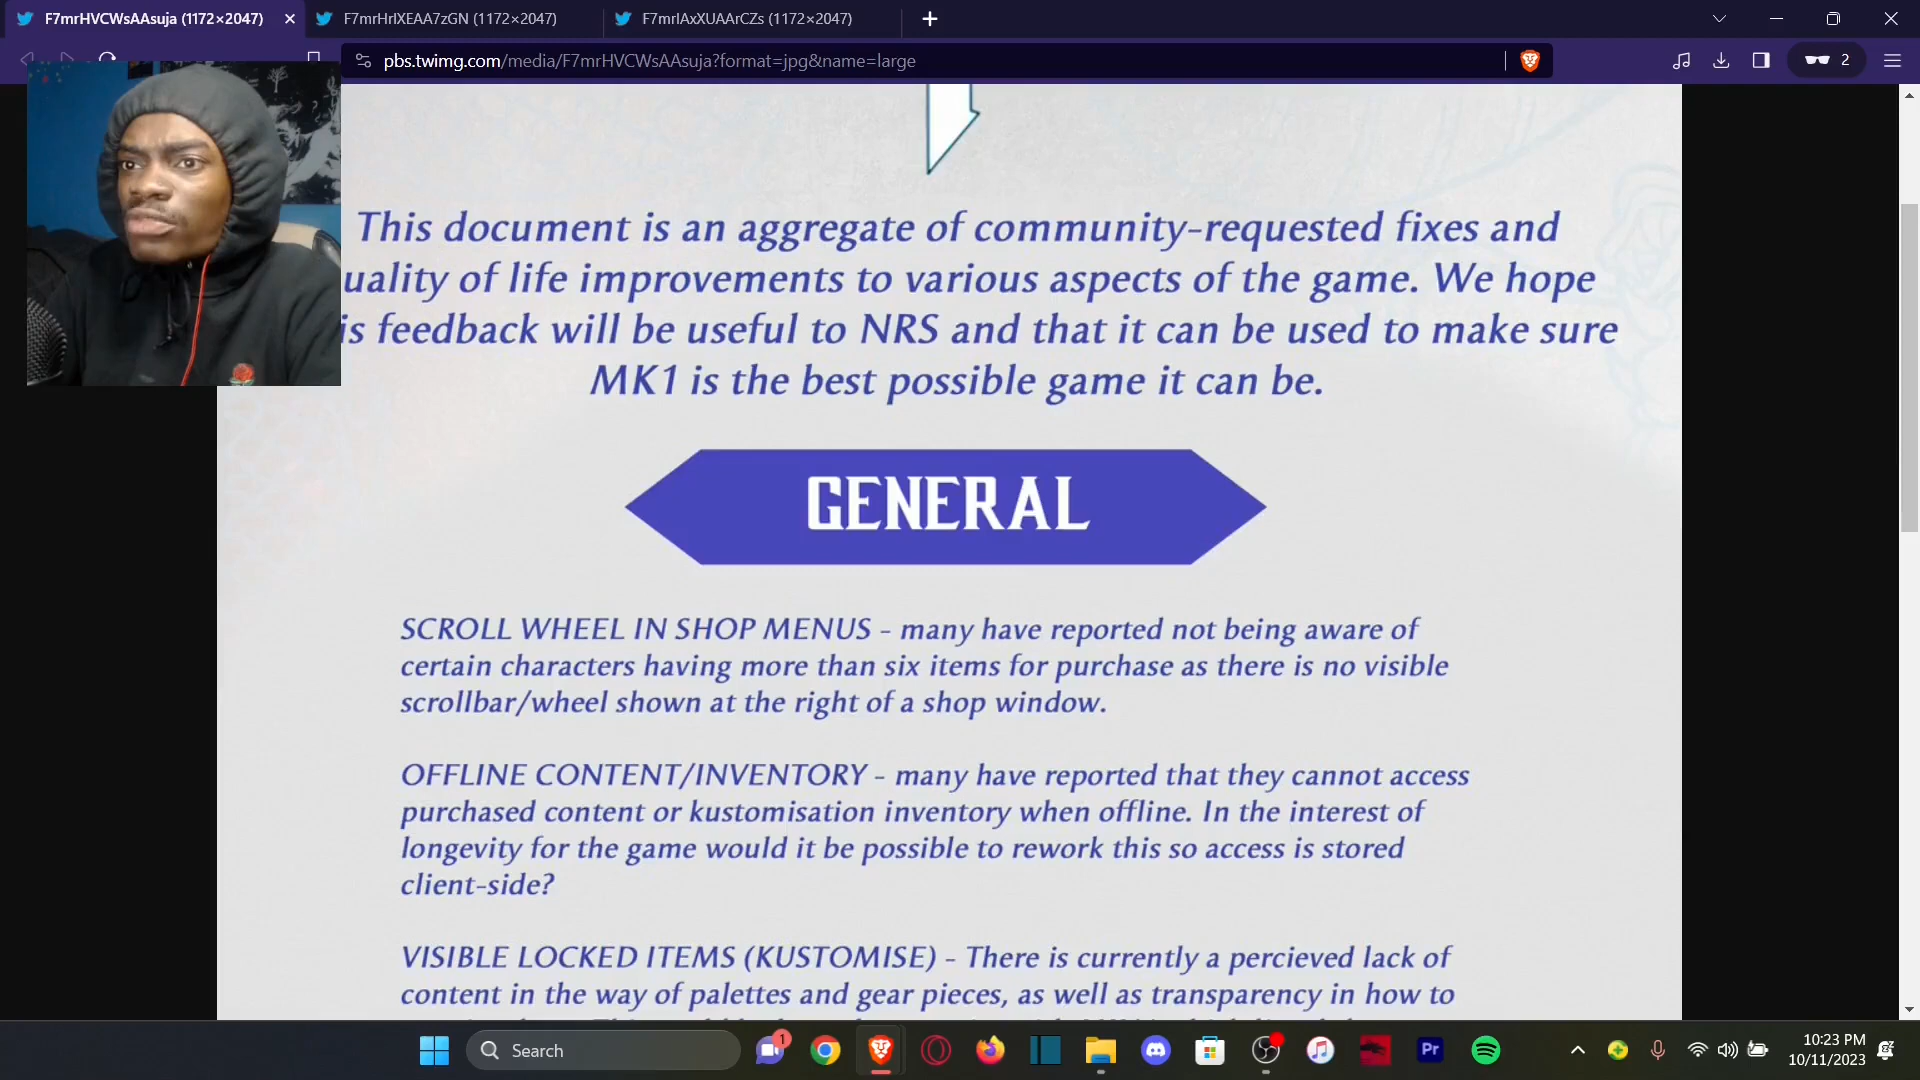 F7mrHVCWsAAsuja (1172×2047)
F7mrHrIXEAA7zGN (1172×2047)
F7mrIAxXUAArCZs (1172×2047)
pbs.twimg.com/media/F7mrHVCWsAAsuja?format=jpg&name=large
2
This document is an aggregate of community-requested fixes and
uality of life improvements to various aspects of the game. We hope
is feedback will be useful to NRS and that it can be used to make sure
MK1 is the best possible game it can be.
GENERAL
SCROLL WHEEL IN SHOP MENUS - many have reported not being aware of
certain characters having more than six items for purchase as there is no visible
scrollbar/wheel shown at the right of a shop window.
OFFLINE CONTENT/INVENTORY - many have reported that they cannot access
purchased content or kustomisation inventory when offline. In the interest of
longevity for the game would it be possible to rework this so access is stored
client-side?
VISIBLE LOCKED ITEMS (KUSTOMISE) - There is currently a percieved lack of
content in the way of palettes and gear pieces, as well as transparency in how to
Search
1
Pr
10:23 PM
10/11/2023